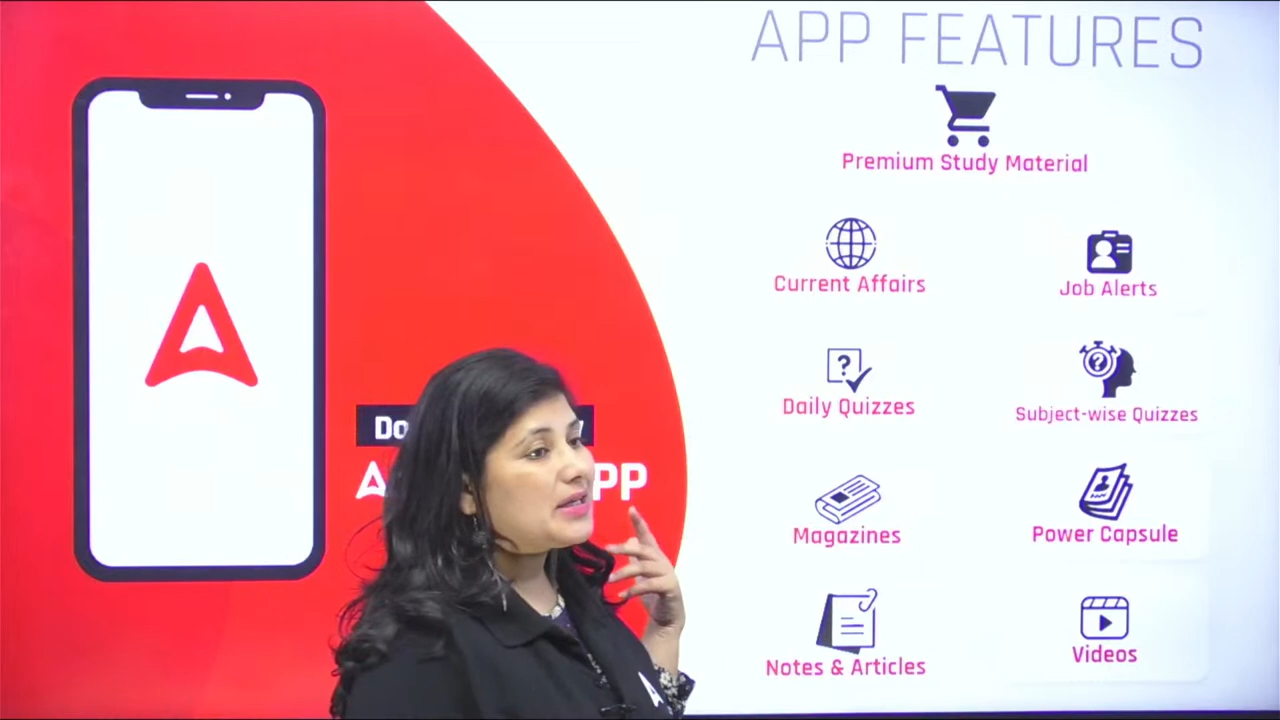 APP FEATURES
Premium Study Material
Current Affairs
Job Alerts
Daily Quizzes
Subject-wise Quizzes
Magazines
Power Capsule
Notes & Articles
Videos